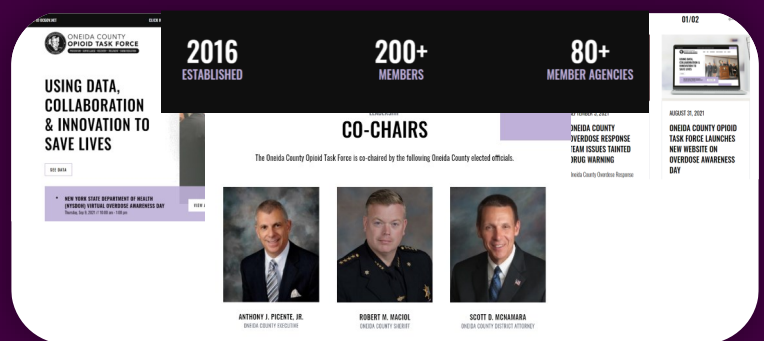 ONEIDA COUNTY
OPIOID TASK FORCE
USING DATA,
COLLABORATION
& INNOVATION TO
SAVE LIVES
SEE DATA
NEW YORK STATE DEPARTMENT OF HEALTH
(NYSDOH) VIRTUAL OVERDOSE AWARENESS DAY
2016
ESTABLISHED
200+
MEMBERS
80+
MEMBER AGENCIES
CO-CHAIRS
The Oneida County Opioid Task Force is co-chaired by the following Oneida County elected officials.
ANTHONY J. PICENTE, JR.
ONEIDA COUNTY EXECUTIVE
ROBERT M. MACIOL
ONEIDA COUNTY SHERIFF
SCOTT D. MCNAMARA
ONEIDA COUNTY DISTRICT ATTORNEY
ONEIDA COUNTY
OVERDOSE RESPONSE
TEAM ISSUES TAINTED
DRUG WARNING
Oneida County Overdose Response
01/02
AUGUST 31, 2021
ONEIDA COUNTY OPIOID
TASK FORCE LAUNCHES
NEW WEBSITE ON
OVERDOSE AWARENESS
DAY